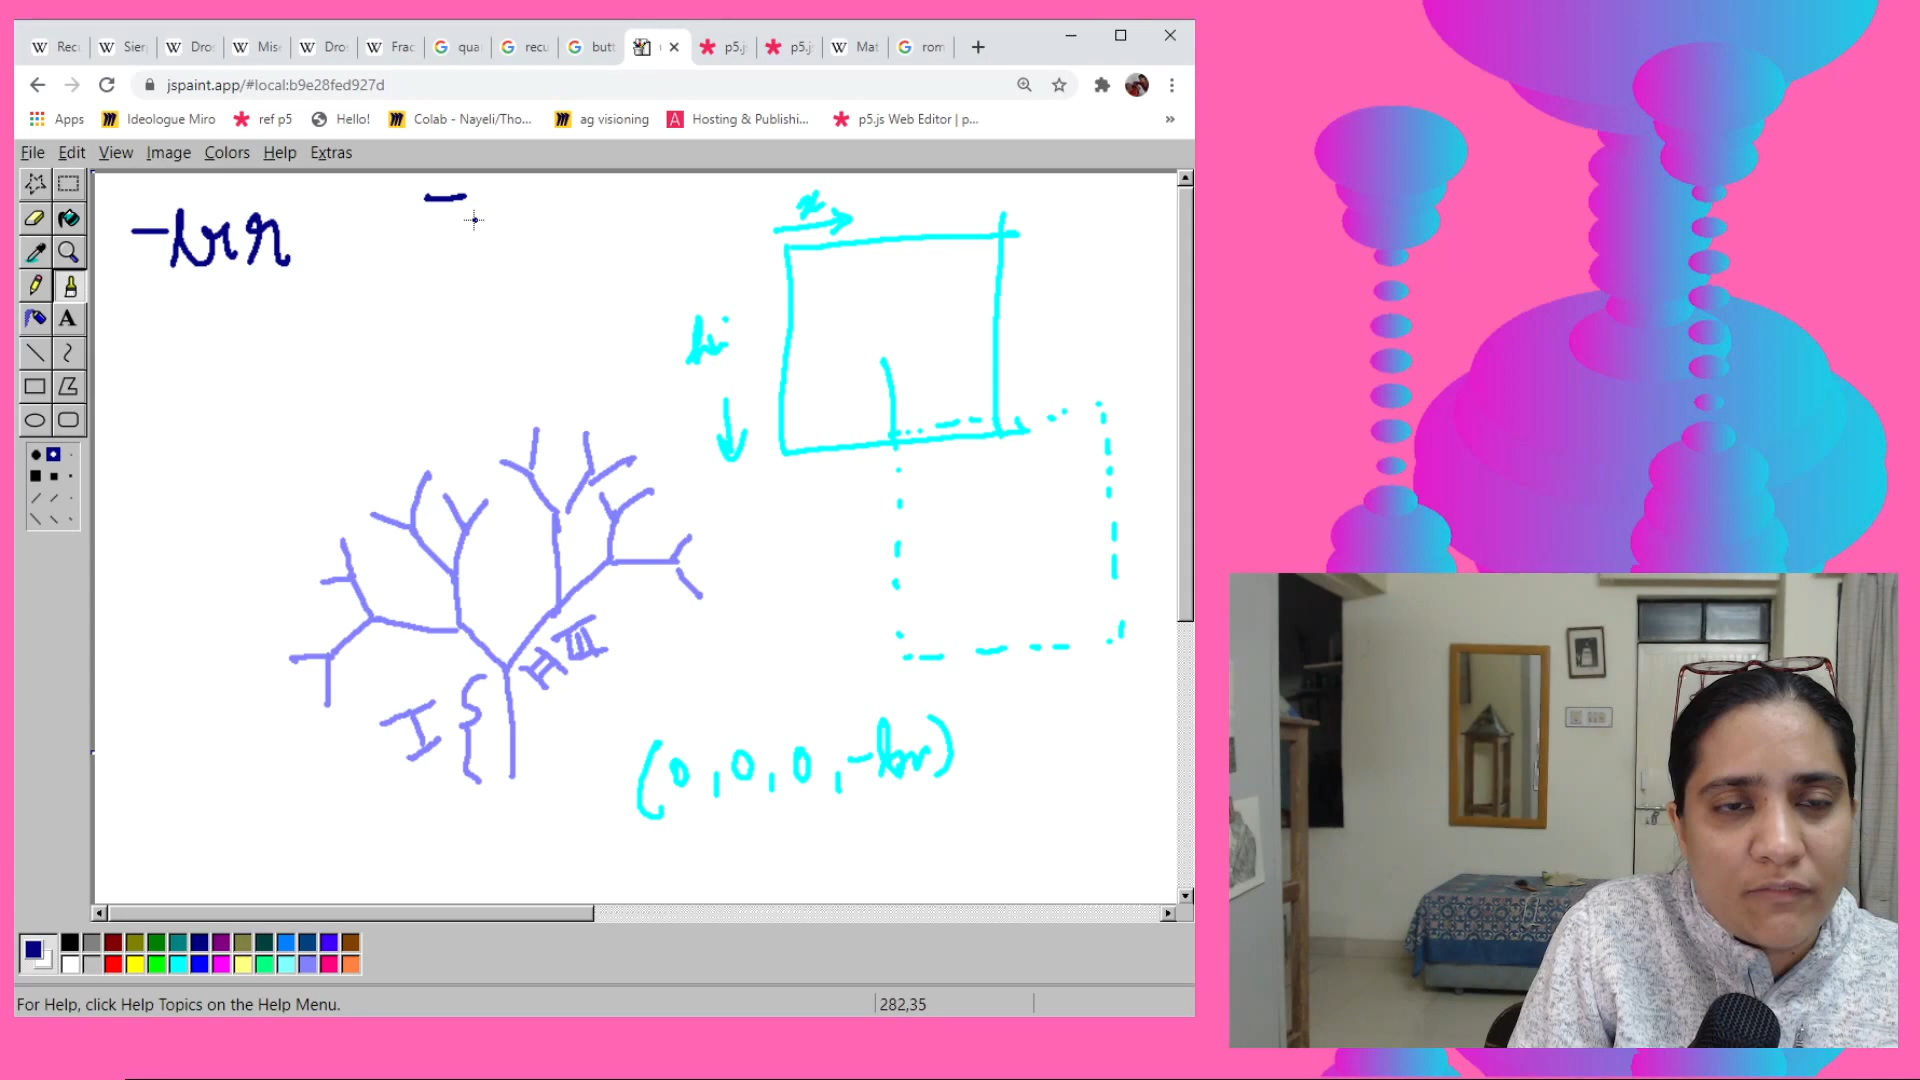 Rec Sier Dro Mis Dro Frac qua recu butt p5.j p5.j Mat rom
jspaint.app/#local:b9e28fed927d
Apps Ideologue Miro ref p5 Hello! Colab - Nayeli/Tho... ag visioning Hosting & Publishi... p5.js Web Editor | p... »
File Edit View Image Colors Help Extras
x
I
II III
(0, 0, 0, -br)
For Help, click Help Topics on the Help Menu.
282,35